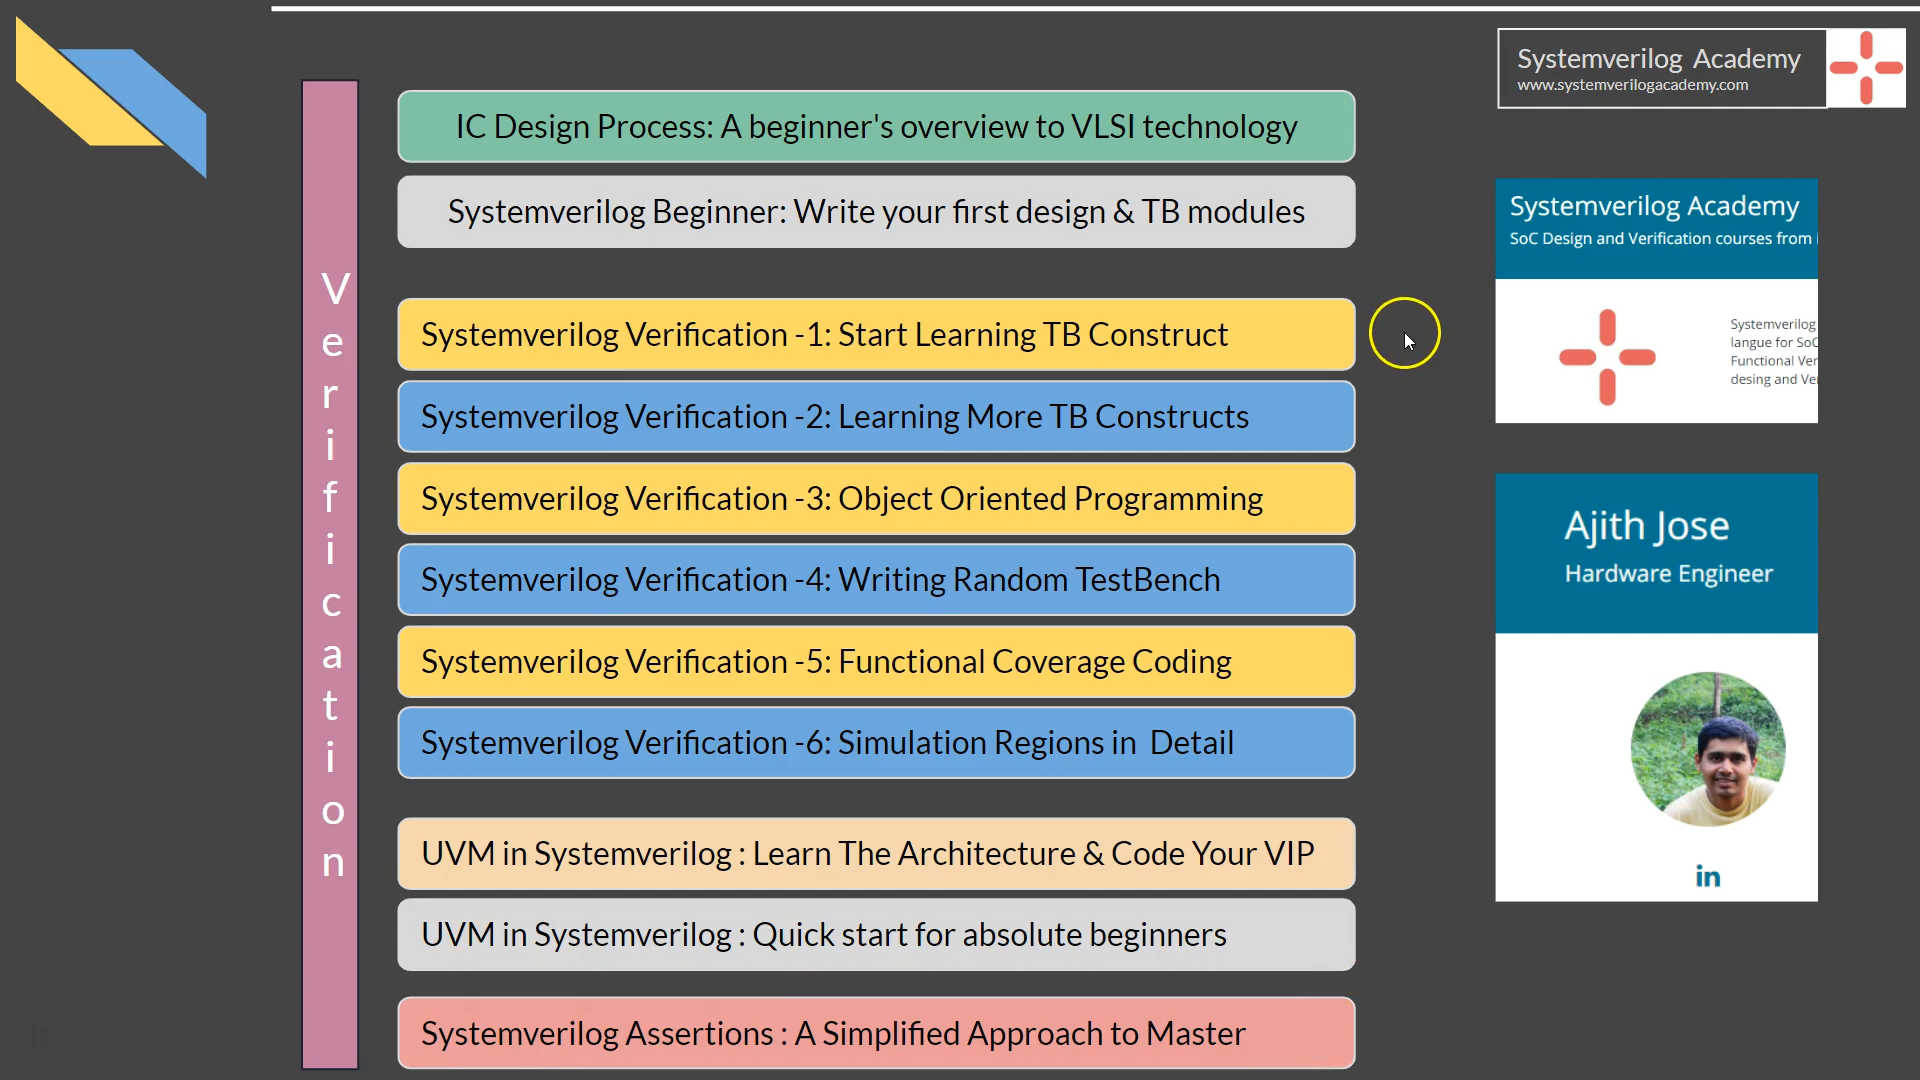 Systemverilog Academy
www.systemverilogacademy.com
Verification
IC Design Process: A beginner's overview to VLSI technology
Systemverilog Beginner: Write your first design & TB modules
Systemverilog Verification -1: Start Learning TB Construct
Systemverilog Verification -2: Learning More TB Constructs
Systemverilog Verification -3: Object Oriented Programming
Systemverilog Verification -4: Writing Random TestBench
Systemverilog Verification -5: Functional Coverage Coding
Systemverilog Verification -6: Simulation Regions in Detail
UVM in Systemverilog : Learn The Architecture & Code Your VIP
UVM in Systemverilog : Quick start for absolute beginners
Systemverilog Assertions : A Simplified Approach to Master
Systemverilog Academy
SoC Design and Verification courses from
Systemverilog
langue for SoC
Functional Ver
desing and Ve
Ajith Jose
Hardware Engineer
in